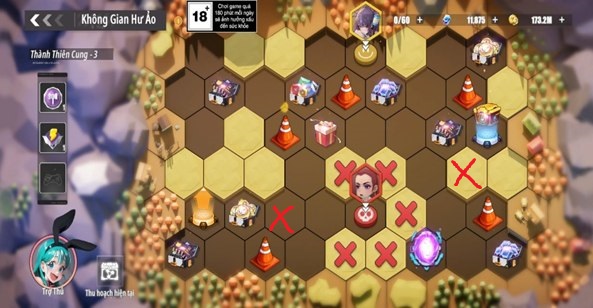 Không Gian Hư Ảo
18+
Chơi game quá
180 phút mỗi ngày
sẽ ảnh hưởng xấu
đến sức khỏe
0/60
11.075
173.2M
Thành Thiên Cung - 3
Trợ Thủ
Thu hoạch hiện tại